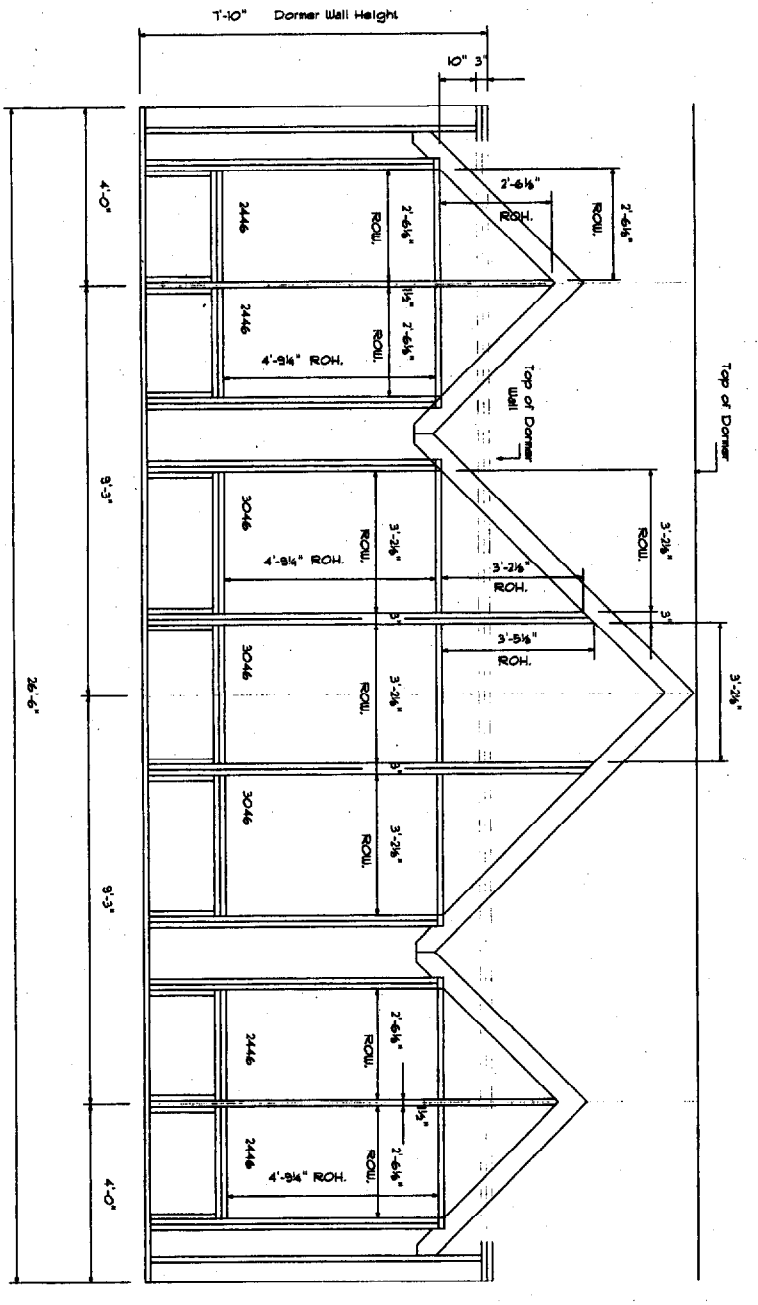 7'-10" Dormer Wall Height
10" 3"
4'-0"
9'-3"
26'-6"
9'-3"
4'-0"
2446
2446
2'-6⅛"
ROW.
1½"
2'-6⅛"
ROW.
4'-9¼" ROH.
2'-6⅛"
ROH.
2'-6⅛"
ROW.
Top of Dormer
Wall
Top of Dormer
3046
3'-2⅛"
ROW.
4'-9¼" ROH.
3'-2⅛"
ROH.
3'-2⅛"
ROW.
3"
3"
3'-5⅛"
ROH.
3'-2⅛"
3046
3'-2⅛"
ROW.
3"
3046
3'-2⅛"
ROW.
2446
2'-6⅛"
ROW.
1½"
2446
2'-6⅛"
ROW.
4'-9¼" ROH.